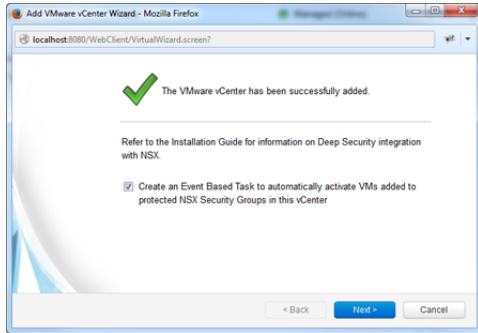 Add VMware vCenter Wizard - Mozilla Firefox
Managed (Online)
localhost:8080/WebClient/VirtualWizard.screen?
The VMware vCenter has been successfully added.
Refer to the Installation Guide for information on Deep Security integration
with NSX.
Create an Event Based Task to automatically activate VMs added to
protected NSX Security Groups in this vCenter
< Back
Next >
Cancel